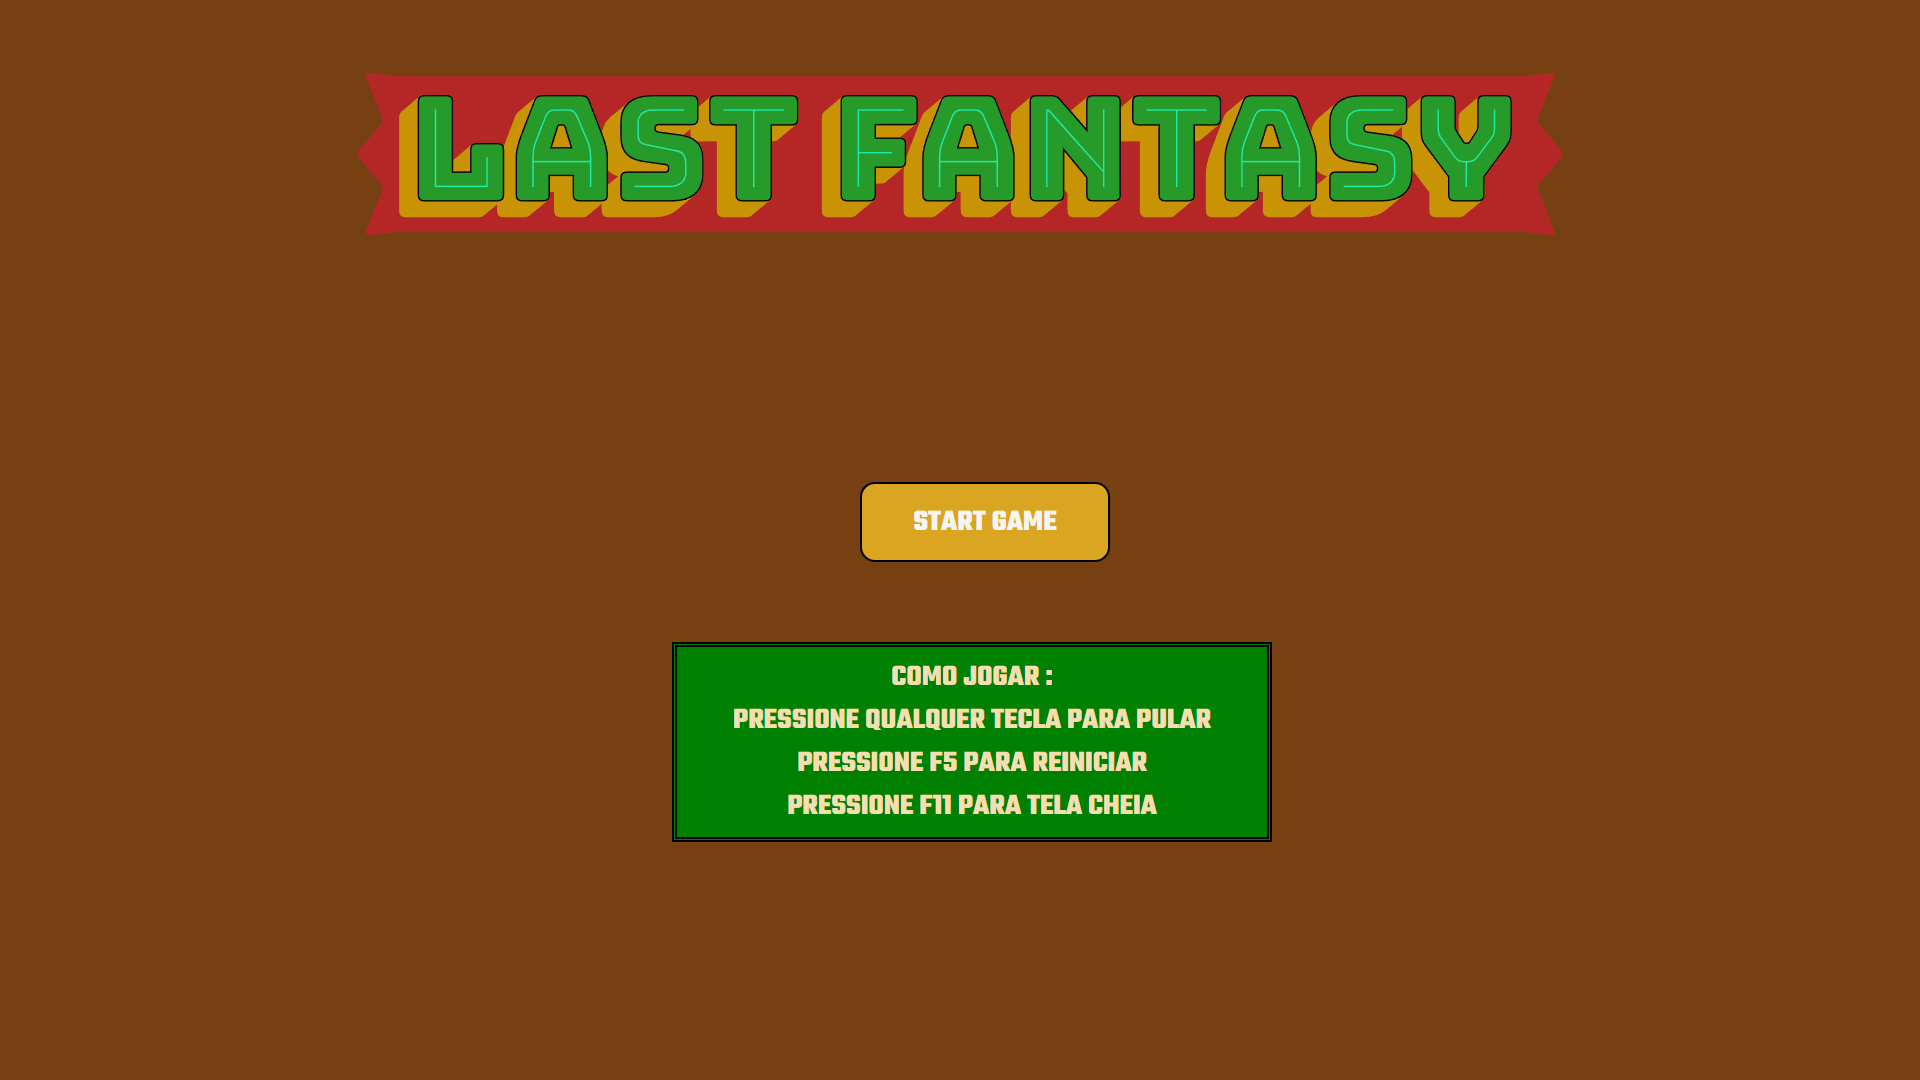 LAST FANTASY
START GAME
COMO JOGAR :
PRESSIONE QUALQUER TECLA PARA PULAR
PRESSIONE F5 PARA REINICIAR
PRESSIONE F11 PARA TELA CHEIA